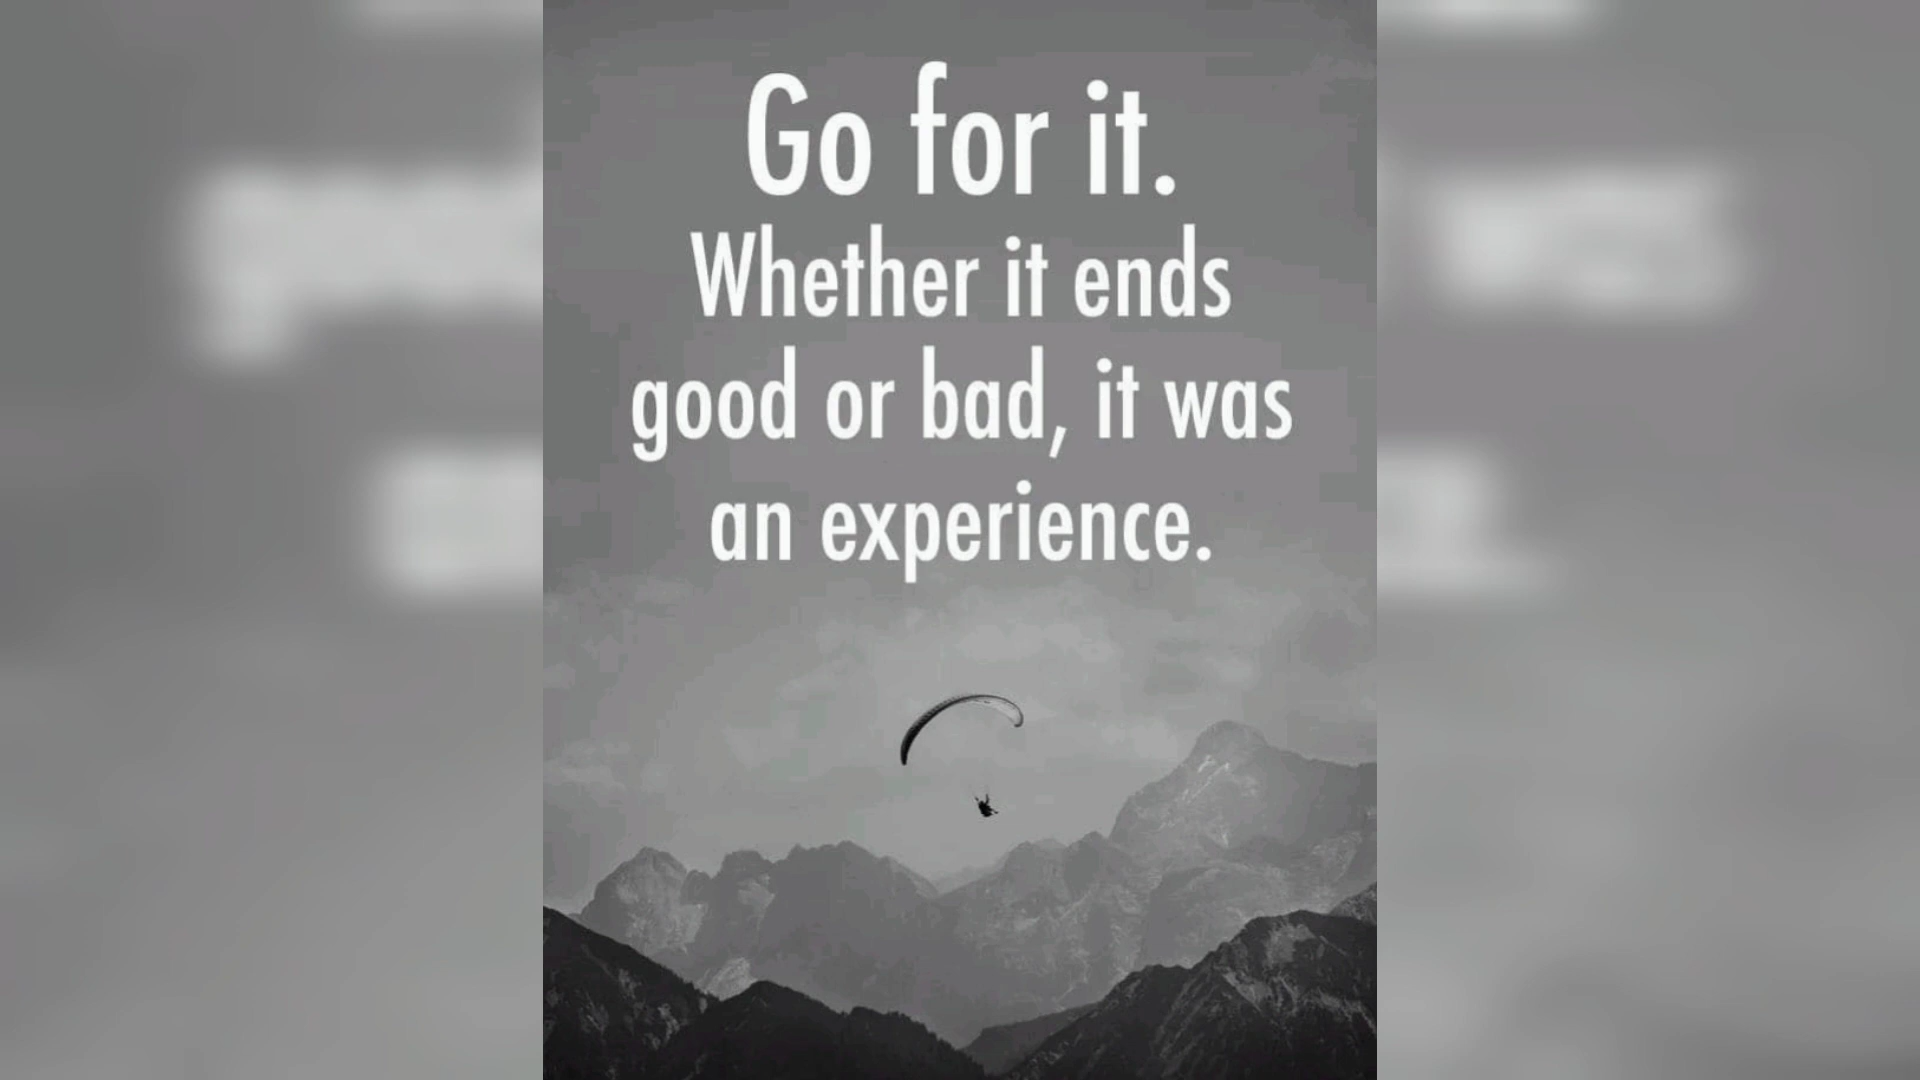 Go for it.
Whether it ends
good or bad, it was
an experience.